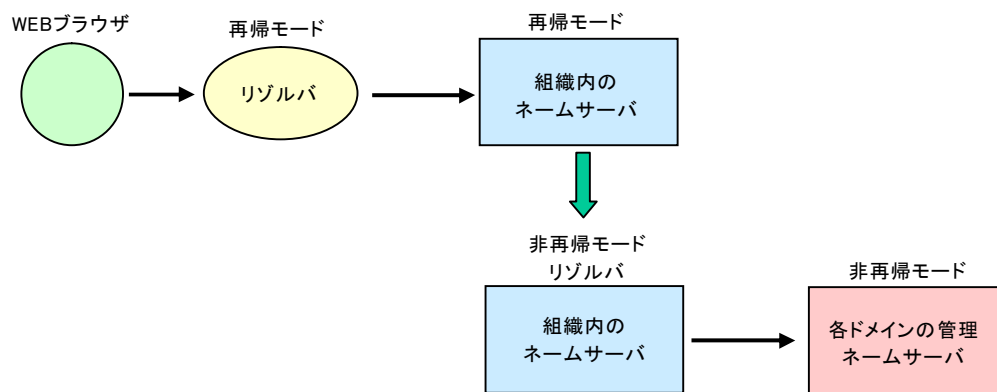 WEBブラウザ
再帰モード
再帰モード
リゾルバ
組織内の
ネームサーバ
非再帰モード
リゾルバ
非再帰モード
組織内の
ネームサーバ
各ドメインの管理
ネームサーバ